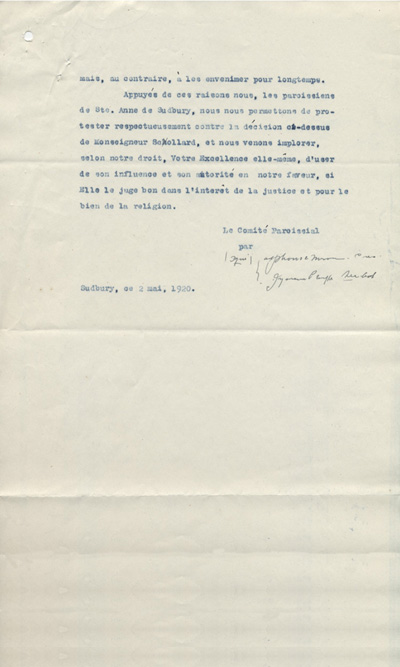 mais, au contraire, à les envenimer pour longtemps.
Appuyés de ces raisons nous, les paroissiens
de Ste. Anne de Sudbury, nous nous permettons de pro-
tester respectueusement contre la décision ci-dessus
de Monseigneur Scollard, et nous venons implorer,
selon notre droit, Votre Excellence elle-même, d'user
de son influence et son autorité en notre faveur, si
Elle le juge bon dans l'intérêt de la justice et pour le
bien de la religion.
Le Comité Paroissial
par
Sudbury, ce 2 mai, 1920.